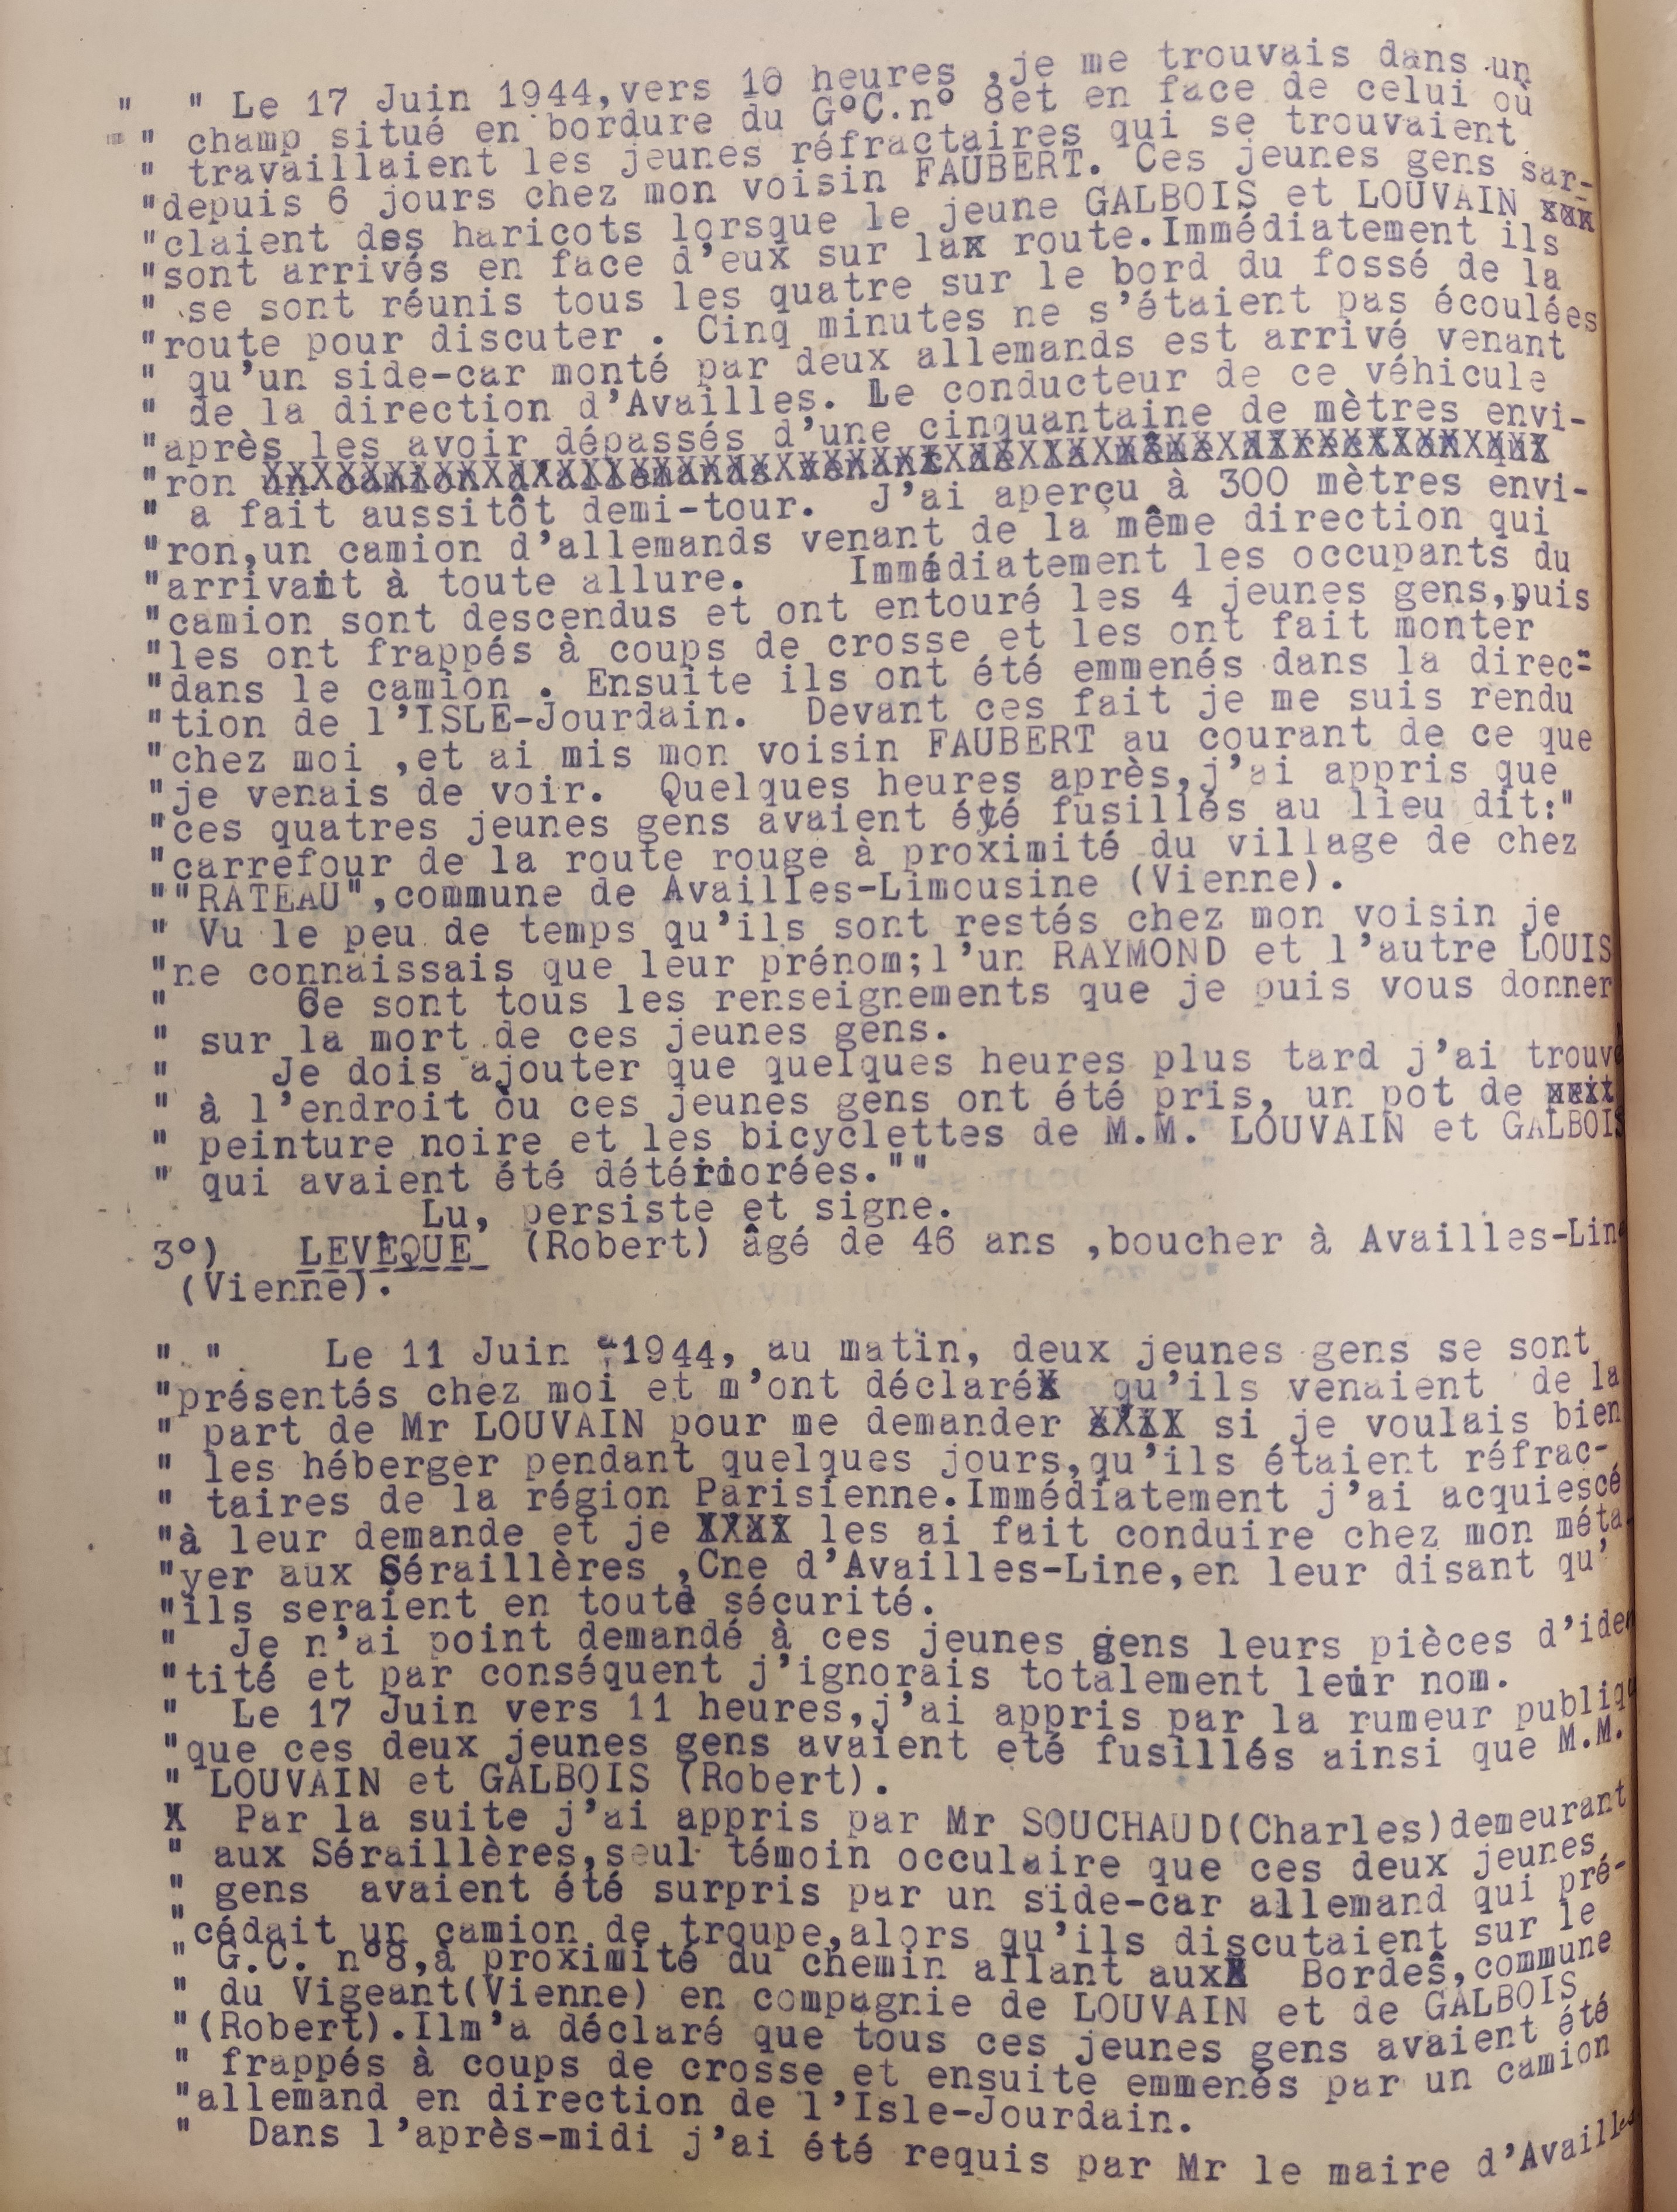 "   " Le 17 Juin 1944,vers 10 heures ,je me trouvais dans un
" champ situé en bordure du G°C.n° 8et en face de celui où
" travaillaient les jeunes réfractaires qui se trouvaient
"depuis 6 jours chez mon voisin FAUBERT. Ces jeunes gens sar-
"claient des haricots lorsque le jeune GALBOIS et LOUVAIN xxx
"sont arrivés en face d'eux sur lax route.Immédiatement ils
" se sont réunis tous les quatre sur le bord du fossé de la
"route pour discuter . Cinq minutes ne s'étaient pas écoulées
" qu'un side-car monté par deux allemands est arrivé venant
" de la direction d'Availles. Le conducteur de ce véhicule
"après les avoir dépassés d'une cinquantaine de mètres envi-
"ron un camion d'allemands venant de la même direction qui
" a fait aussitôt demi-tour.  J'ai aperçu à 300 mètres envi-
"ron,un camion d'allemands venant de la même direction qui
"arrivait à toute allure.    Immédiatement les occupants du
"camion sont descendus et ont entouré les 4 jeunes gens,puis
"les ont frappés à coups de crosse et les ont fait monter
"dans le camion . Ensuite ils ont été emmenés dans la direc-
"tion de l'ISLE-Jourdain.  Devant ces fait je me suis rendu
"chez moi ,et ai mis mon voisin FAUBERT au courant de ce que
"je venais de voir.  Quelques heures après,j'ai appris que
"ces quatres jeunes gens avaient été fusillés au lieu dit:"
"carrefour de la route rouge à proximité du village de chez
""RATEAU",commune de Availles-Limousine (Vienne).
" Vu le peu de temps qu'ils sont restés chez mon voisin je
"ne connaissais que leur prénom;l'un RAYMOND et l'autre LOUIS
"     Ce sont tous les renseignements que je puis vous donner
" sur la mort de ces jeunes gens.
"    Je dois ajouter que quelques heures plus tard j'ai trouvé
" à l'endroit òu ces jeunes gens ont été pris, un pot de xxxx
" peinture noire et les bicyclettes de M.M. LOUVAIN et GALBOIS
" qui avaient été détériorées.""
Lu, persiste et signe.
3°)   LEVEQUE (Robert) âgé de 46 ans ,boucher à Availles-Line
(Vienne).
" "   Le 11 Juin 1944, au matin, deux jeunes gens se sont
"présentés chez moi et m'ont déclaréX  qu'ils venaient de la
" part de Mr LOUVAIN pour me demander XXXX si je voulais bien
" les héberger pendant quelques jours,qu'ils étaient réfrac-
" taires de la région Parisienne.Immédiatement j'ai acquiescé
"à leur demande et je XXXX les ai fait conduire chez mon méta
"yer aux Séraillères ,Cne d'Availles-Line,en leur disant qu'
"ils seraient en toute sécurité.
"  Je n'ai point demandé à ces jeunes gens leurs pièces d'iden
"tité et par conséquent j'ignorais totalement leur nom.
"  Le 17 Juin vers 11 heures,j'ai appris par la rumeur publiqu
"que ces deux jeunes gens avaient eté fusillés ainsi que M.M.
" LOUVAIN et GALBOIS (Robert).
X  Par la suite j'ai appris par Mr SOUCHAUD(Charles)demeurant
" aux Séraillères,seul témoin occulaire que ces deux jeunes
" gens  avaient été surpris par un side-car allemand qui pré-
"cédait un camion de troupe,alors qu'ils discutaient sur le
" G.C. n°8,à proximité du chemin allant auxX  Bordes,commune
" du Vigeant(Vienne) en compagnie de LOUVAIN et de GALBOIS
"(Robert).Ilm'a déclaré que tous ces jeunes gens avaient été
" frappés à coups de crosse et ensuite emmenés par un camion
"allemand en direction de l'Isle-Jourdain.
"  Dans l'après-midi j'ai été requis par Mr le maire d'Availles